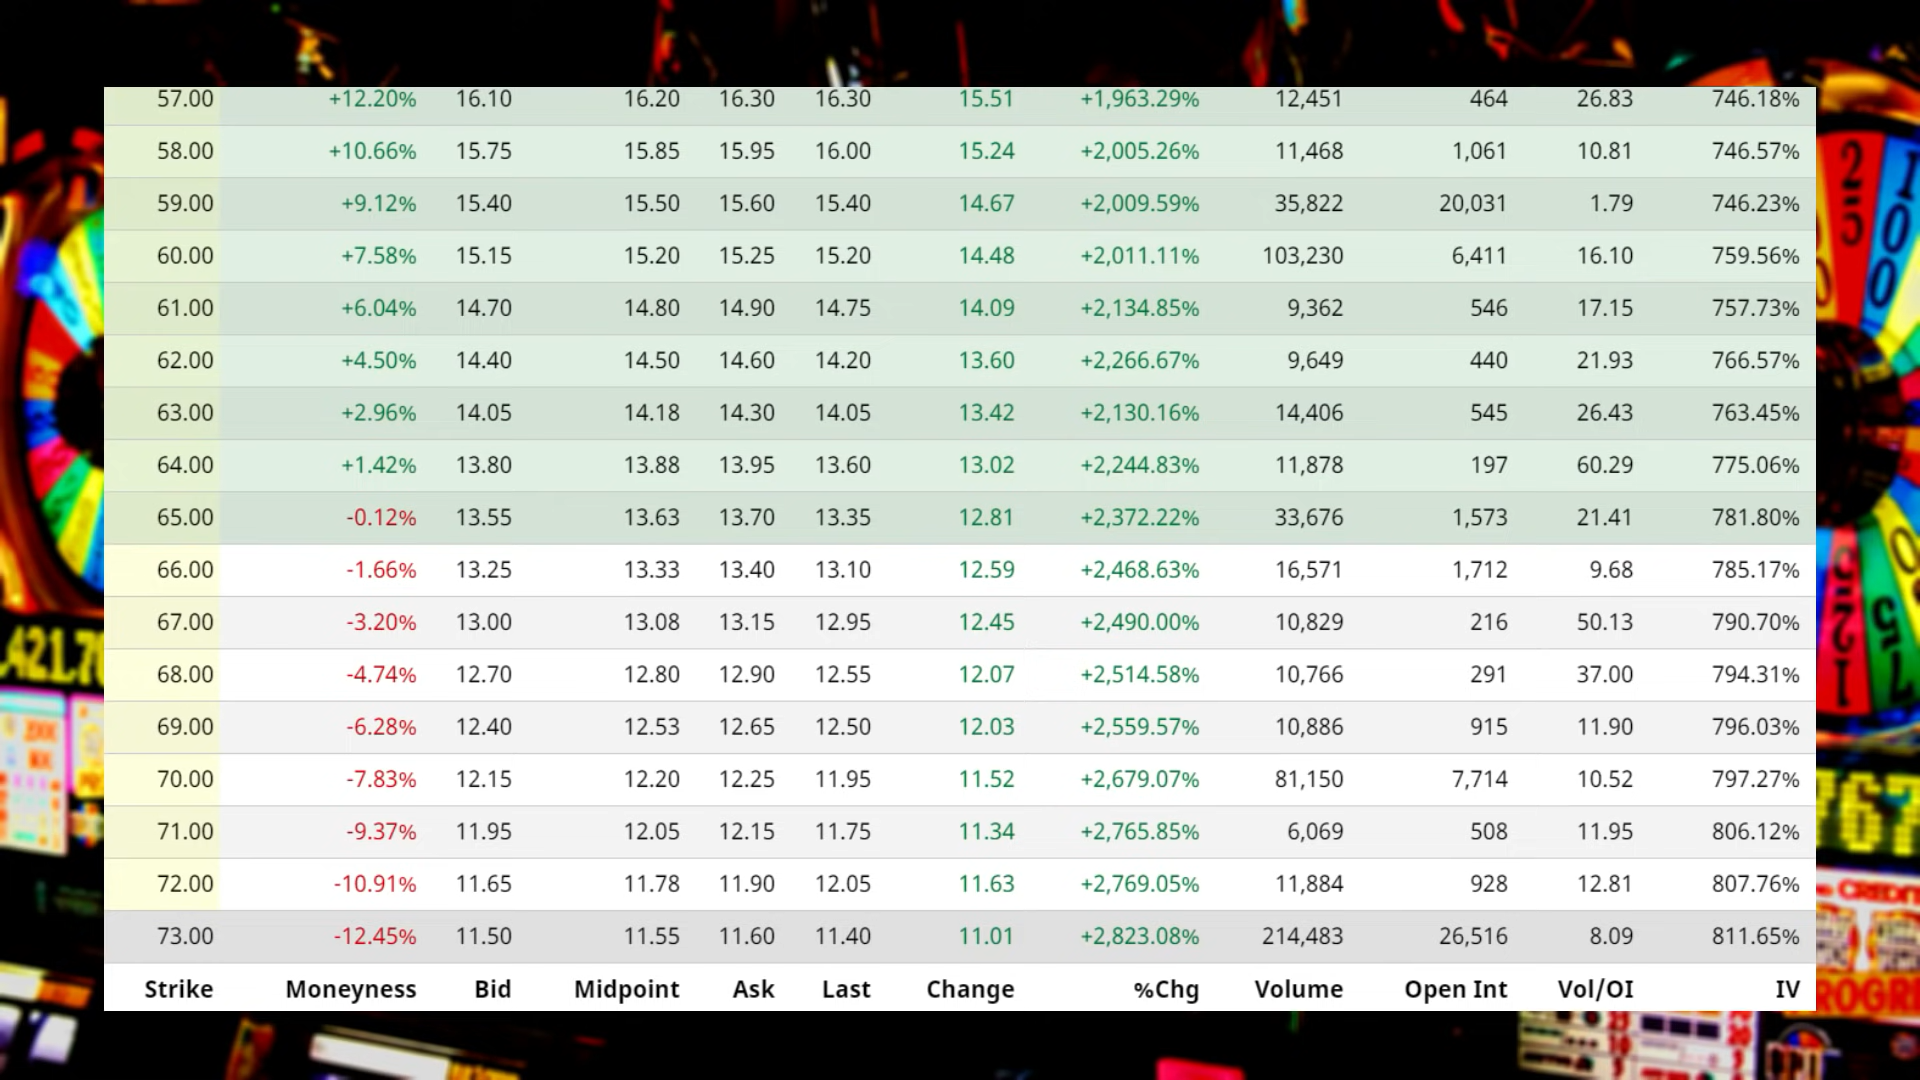 57.00 +12.20% 16.10 16.20 16.30 16.30 15.51 +1,963.29% 12,451 464 26.83 746.18%
58.00 +10.66% 15.75 15.85 15.95 16.00 15.24 +2,005.26% 11,468 1,061 10.81 746.57%
59.00 +9.12% 15.40 15.50 15.60 15.40 14.67 +2,009.59% 35,822 20,031 1.79 746.23%
60.00 +7.58% 15.15 15.20 15.25 15.20 14.48 +2,011.11% 103,230 6,411 16.10 759.56%
61.00 +6.04% 14.70 14.80 14.90 14.75 14.09 +2,134.85% 9,362 546 17.15 757.73%
62.00 +4.50% 14.40 14.50 14.60 14.20 13.60 +2,266.67% 9,649 440 21.93 766.57%
63.00 +2.96% 14.05 14.18 14.30 14.05 13.42 +2,130.16% 14,406 545 26.43 763.45%
64.00 +1.42% 13.80 13.88 13.95 13.60 13.02 +2,244.83% 11,878 197 60.29 775.06%
65.00 -0.12% 13.55 13.63 13.70 13.35 12.81 +2,372.22% 33,676 1,573 21.41 781.80%
66.00 -1.66% 13.25 13.33 13.40 13.10 12.59 +2,468.63% 16,571 1,712 9.68 785.17%
67.00 -3.20% 13.00 13.08 13.15 12.95 12.45 +2,490.00% 10,829 216 50.13 790.70%
68.00 -4.74% 12.70 12.80 12.90 12.55 12.07 +2,514.58% 10,766 291 37.00 794.31%
69.00 -6.28% 12.40 12.53 12.65 12.50 12.03 +2,559.57% 10,886 915 11.90 796.03%
70.00 -7.83% 12.15 12.20 12.25 11.95 11.52 +2,679.07% 81,150 7,714 10.52 797.27%
71.00 -9.37% 11.95 12.05 12.15 11.75 11.34 +2,765.85% 6,069 508 11.95 806.12%
72.00 -10.91% 11.65 11.78 11.90 12.05 11.63 +2,769.05% 11,884 928 12.81 807.76%
73.00 -12.45% 11.50 11.55 11.60 11.40 11.01 +2,823.08% 214,483 26,516 8.09 811.65%
Strike Moneyness Bid Midpoint Ask Last Change %Chg Volume Open Int Vol/OI IV